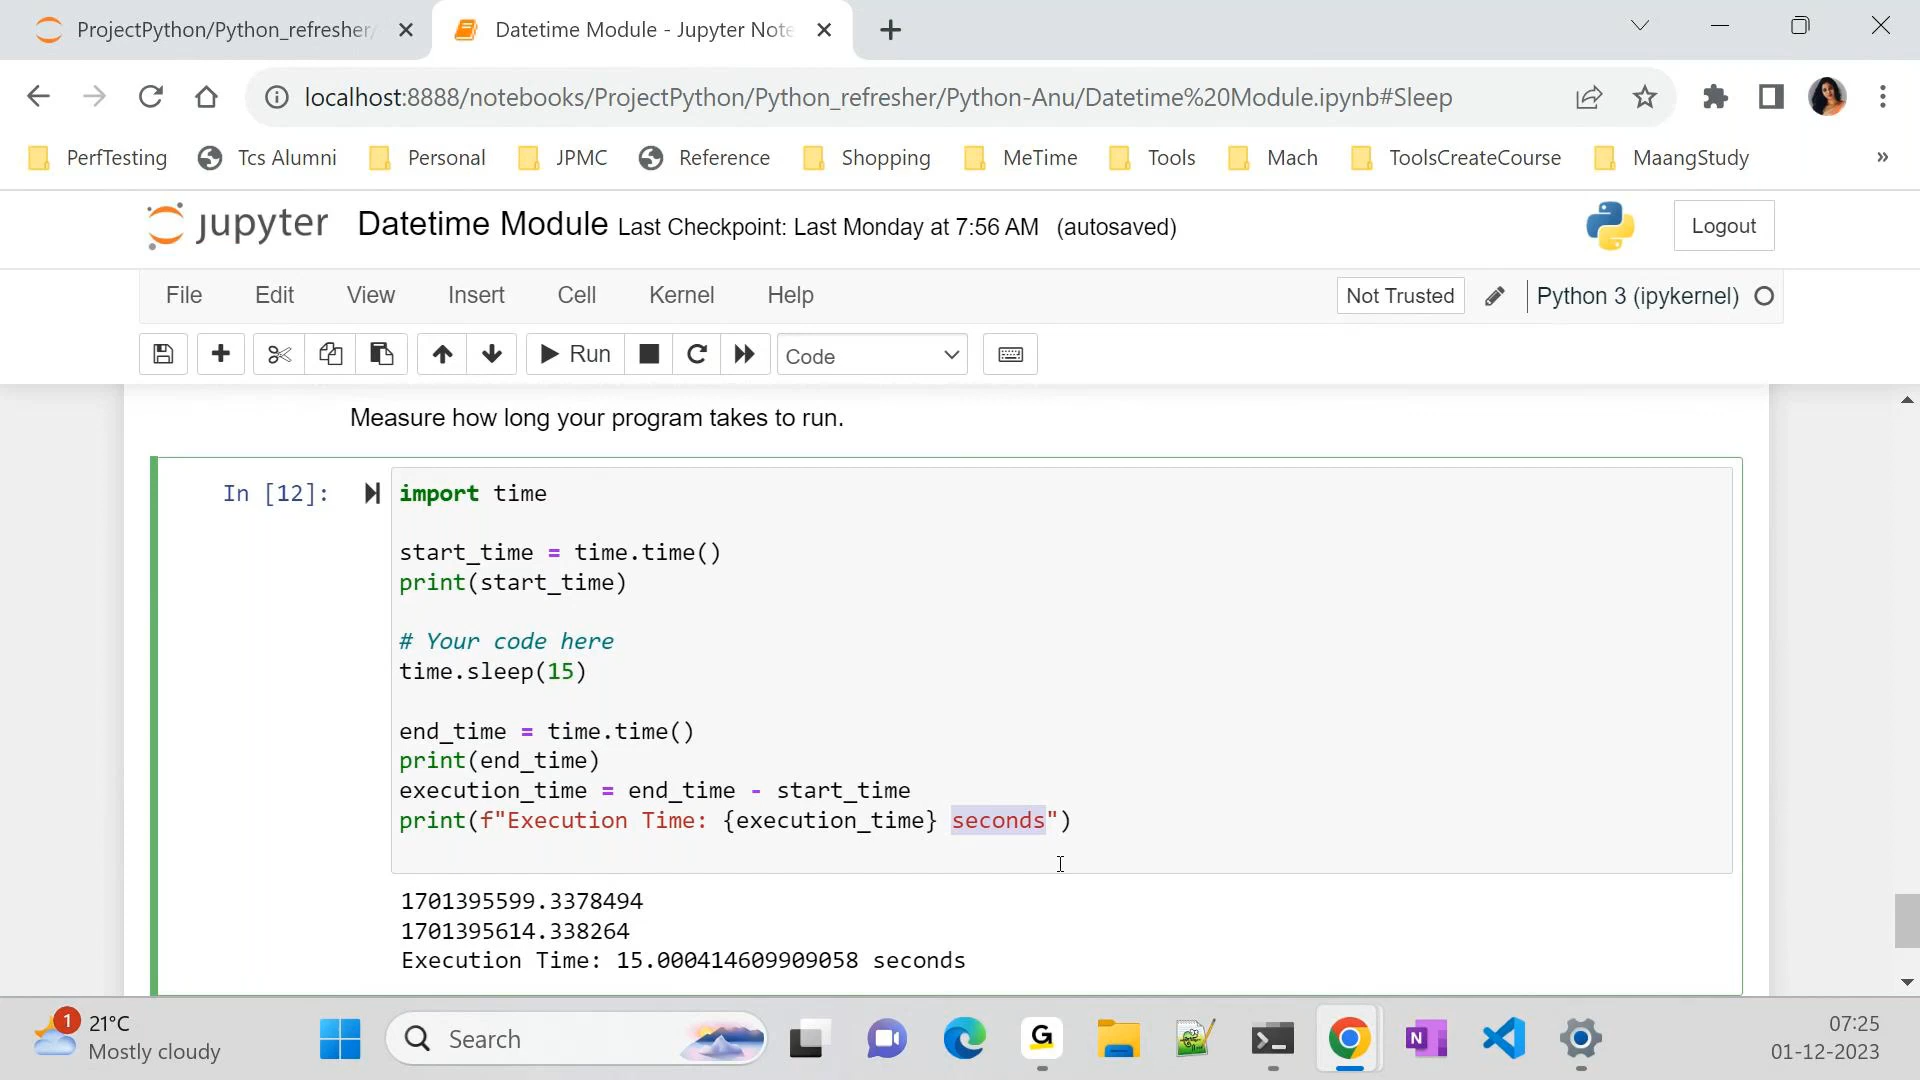 ProjectPython/Python_refresher/
Datetime Module - Jupyter Note
localhost:8888/notebooks/ProjectPython/Python_refresher/Python-Anu/Datetime%20Module.ipynb#Sleep
PerfTesting Tcs Alumni Personal JPMC Reference Shopping MeTime Tools Mach ToolsCreateCourse MaangStudy »
jupyter Datetime Module Last Checkpoint: Last Monday at 7:56 AM (autosaved) Logout
File Edit View Insert Cell Kernel Help Not Trusted Python 3 (ipykernel)
Run Code
Measure how long your program takes to run.
In [12]: import time
start_time = time.time()
print(start_time)
# Your code here
time.sleep(15)
end_time = time.time()
print(end_time)
execution_time = end_time - start_time
print(f"Execution Time: {execution_time} seconds")
1701395599.3378494
1701395614.338264
Execution Time: 15.000414609909058 seconds
1 21°C
Mostly cloudy
Search
G
N
07:25
01-12-2023